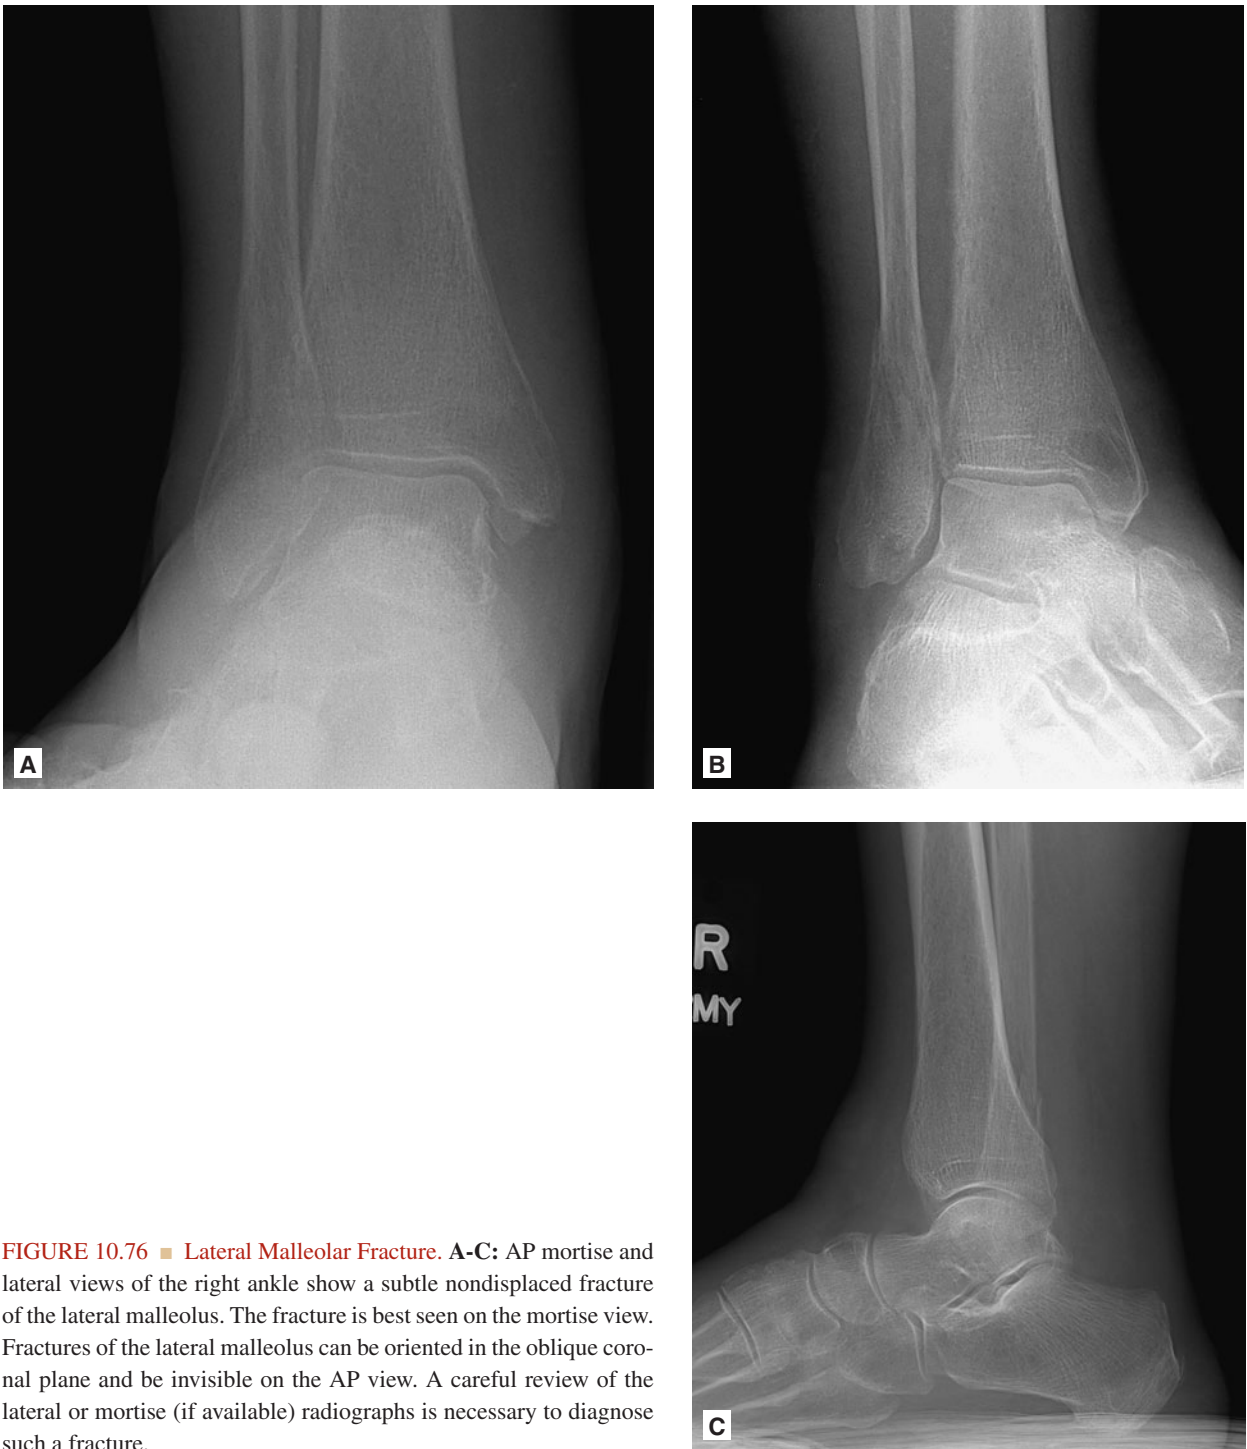 A
B
R
MY
C
FIGURE 10.76 ■ Lateral Malleolar Fracture. A-C: AP mortise and
lateral views of the right ankle show a subtle nondisplaced fracture
of the lateral malleolus. The fracture is best seen on the mortise view.
Fractures of the lateral malleolus can be oriented in the oblique coro-
nal plane and be invisible on the AP view. A careful review of the
lateral or mortise (if available) radiographs is necessary to diagnose
such a fracture.